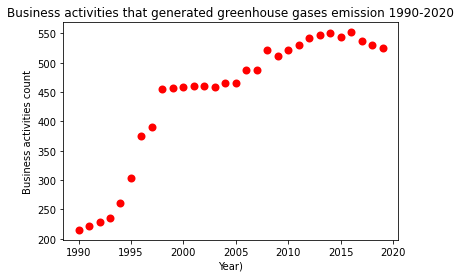 Business activities that generated greenhouse gases emission 1990-2020
Business activities count
550
500
450
400
350
300
250
200
1990 1995 2000 2005 2010 2015 2020
Year)